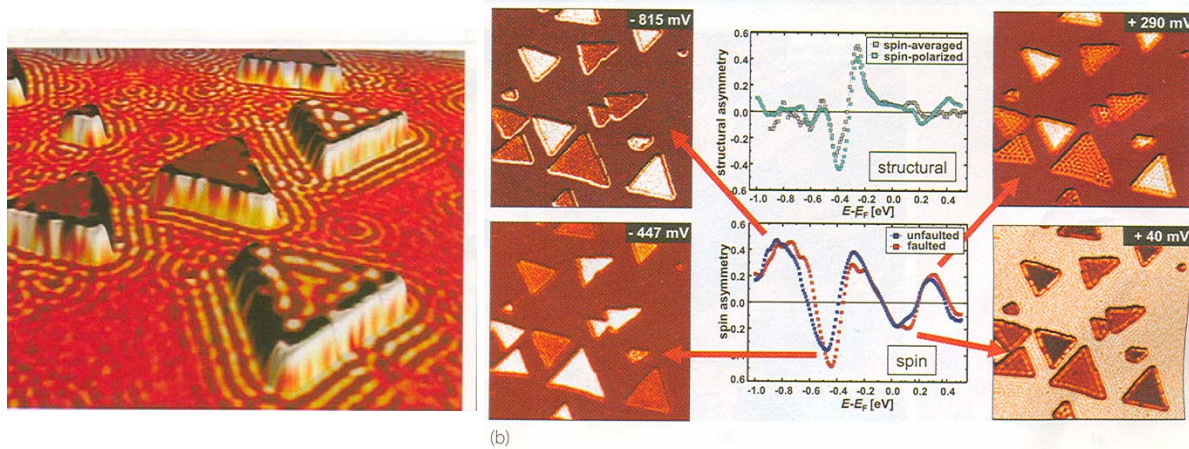 - 815 mV
0.6
0.4
0.2
0.0
0.2
0.4
0.6
structural asymmetry
spin-averaged
spin-polarized
structural
-1.0 -0.8 -0.6 -0.4 -0.2 0.0 0.2 0.4
E-EF [eV]
+ 290 mV
- 447 mV
0.6
0.4
0.2
0.0
0.2
0.4
0.6
spin asymmetry
unfaulted
faulted
spin
-1.0 -0.8 -0.6 -0.4 -0.2 0.0 0.2 0.4
E-EF [eV]
+ 40 mV
(b)